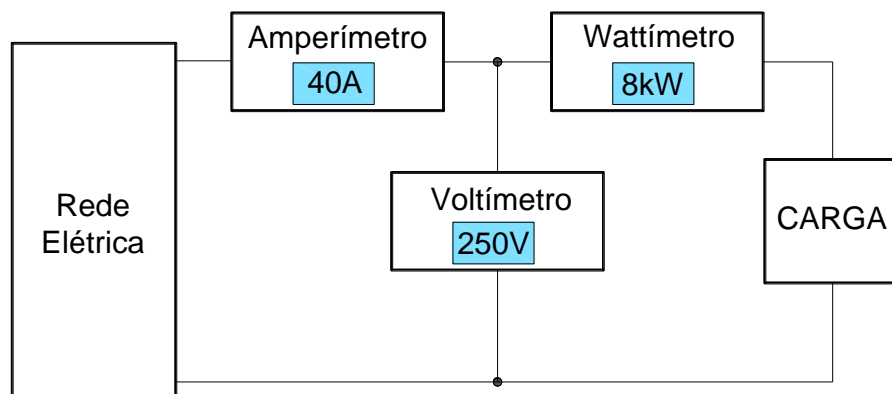 Amperímetro
40A
Wattímetro
8kW
Rede
Elétrica
Voltímetro
250V
CARGA